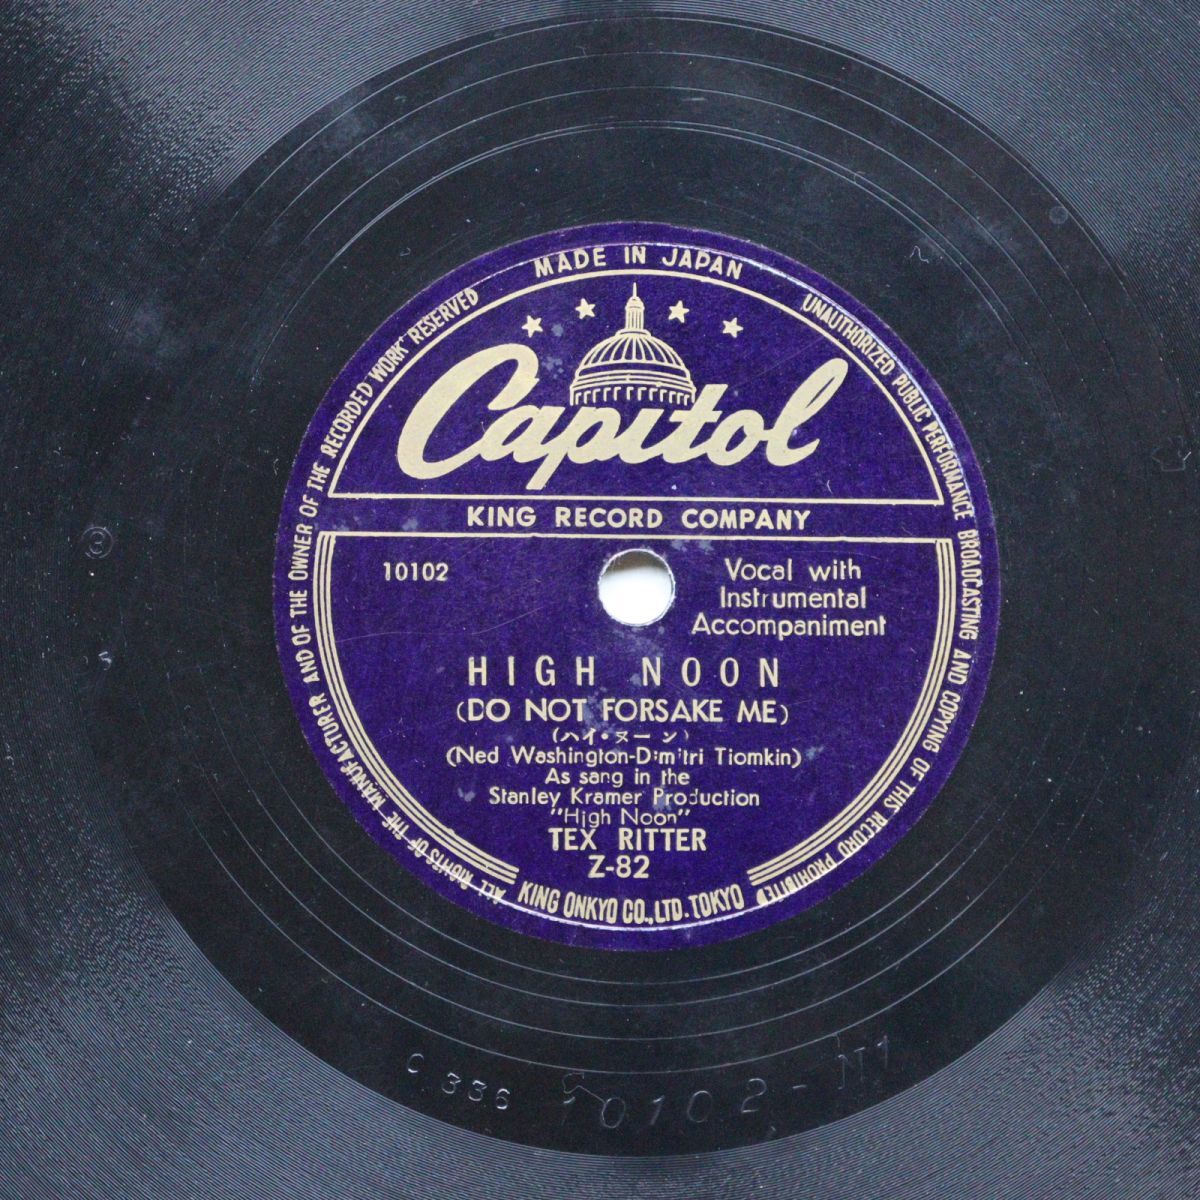 MADE IN JAPAN
UNAUTHORIZED PUBLIC PERFORMANCE BROADCASTING AND COPYING OF THIS RECORD PROHIBITED
ALL RIGHTS OF THE MANUFACTURER AND OF THE OWNER OF THE RECORDED WORK RESERVED
Capitol
KING RECORD COMPANY
10102
Vocal with
Instrumental
Accompaniment
HIGH NOON
(DO NOT FORSAKE ME)
(ハイ・ヌーン)
(Ned Washington-Dimitri Tiomkin)
As sang in the
Stanley Kramer Production
"High Noon"
TEX RITTER
Z-82
KING ONKYO CO., LTD. TOKYO
C 336
10102-N1